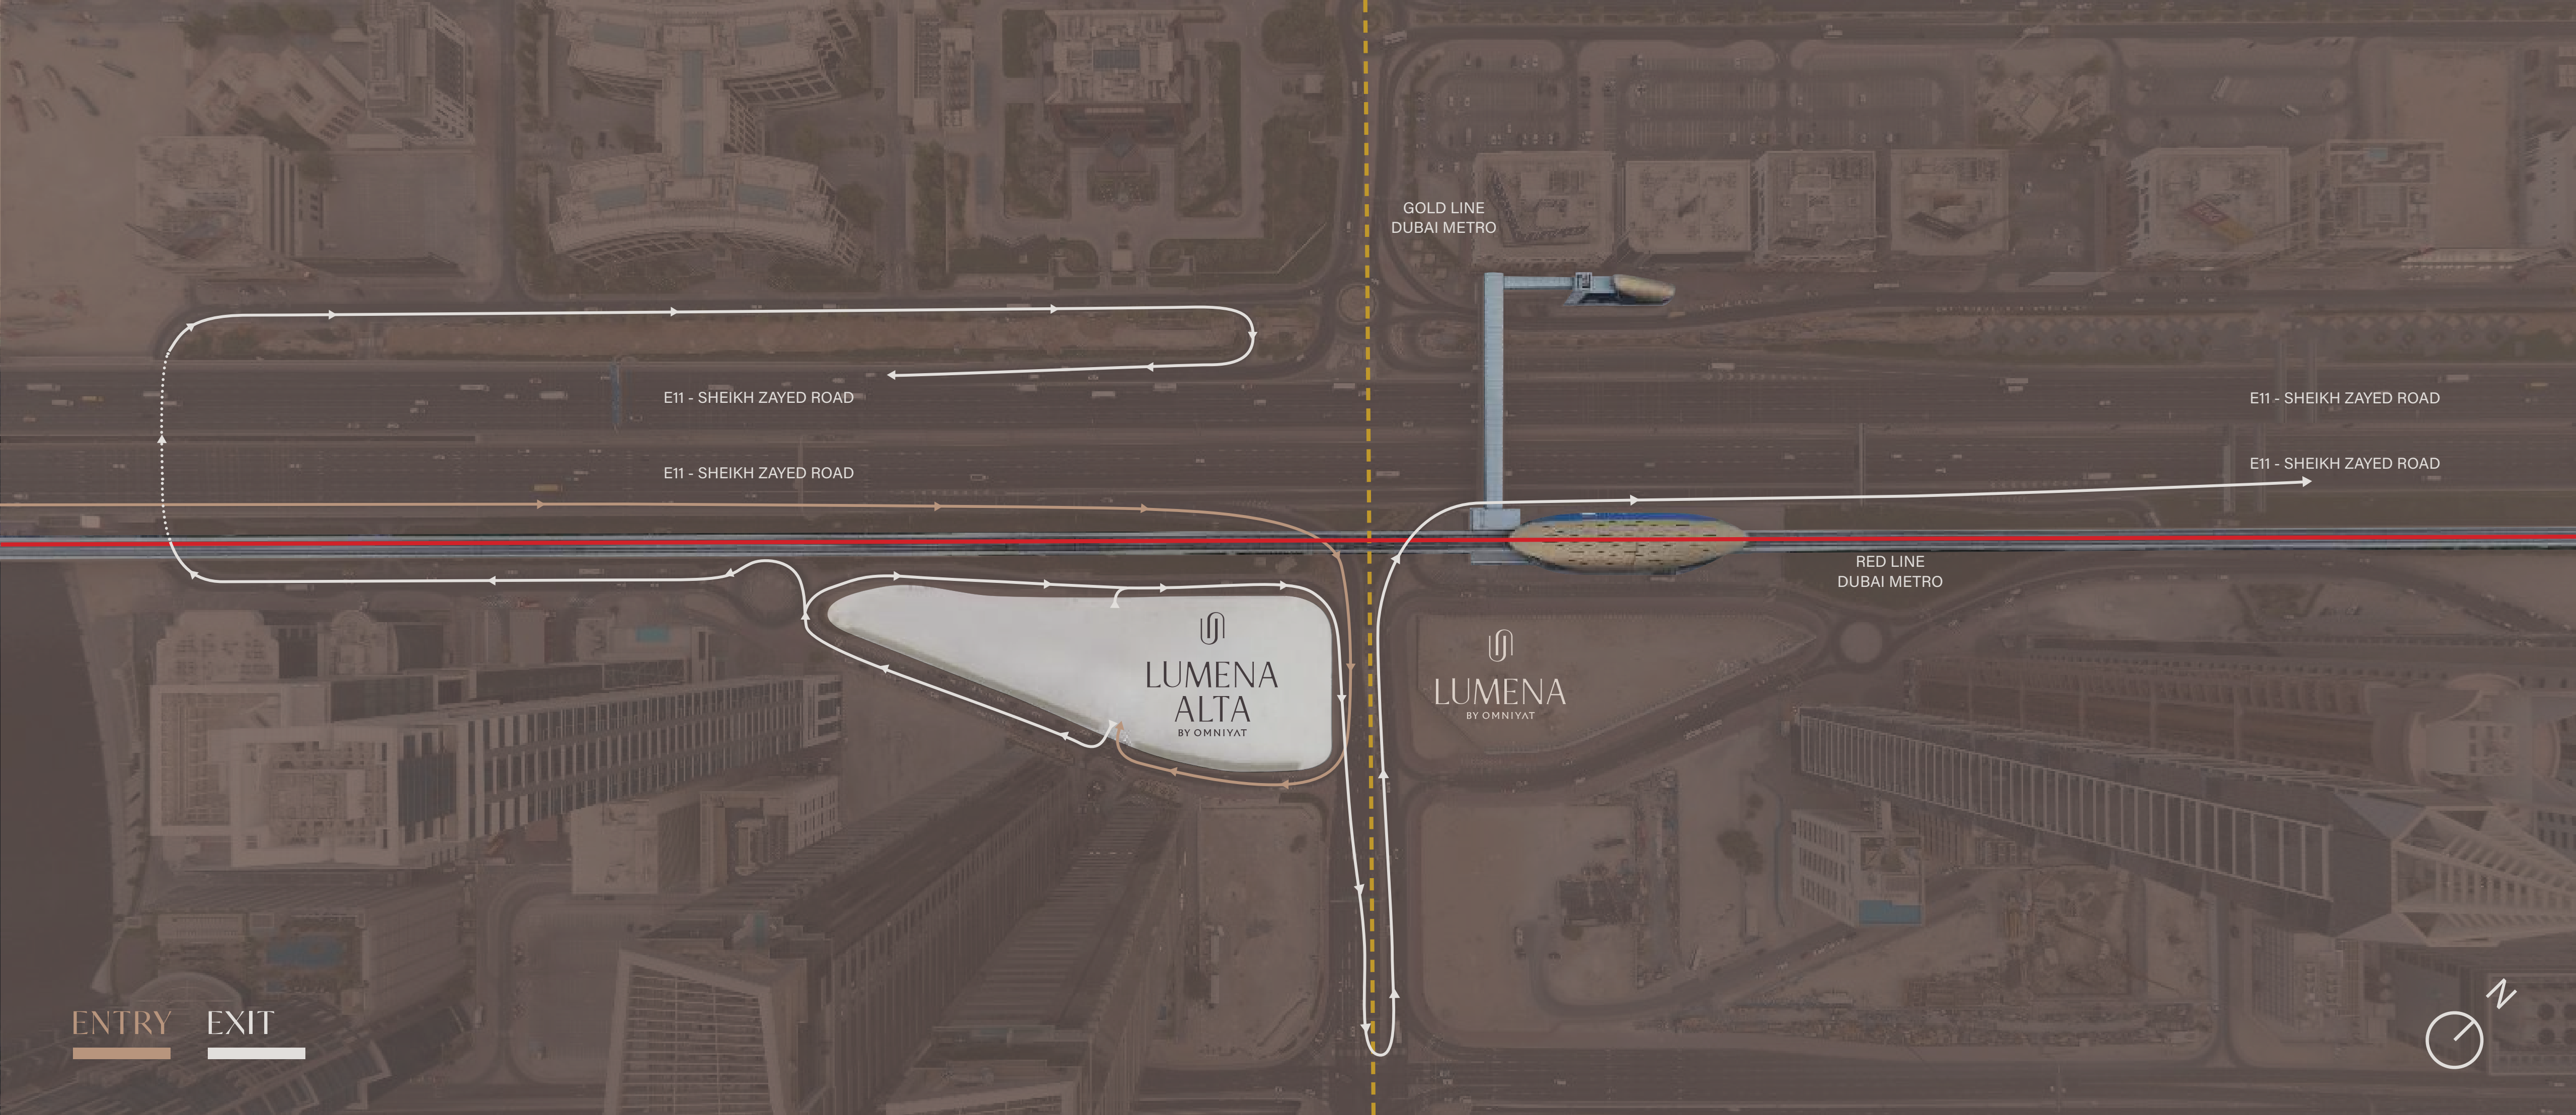 GOLD LINE
DUBAI METRO
E11 - SHEIKH ZAYED ROAD
E11 - SHEIKH ZAYED ROAD
E11 - SHEIKH ZAYED ROAD
E11 - SHEIKH ZAYED ROAD
RED LINE
DUBAI METRO
LUMENA
ALTA
BY OMNIYAT
LUMENA
BY OMNIYAT
ENTRY
EXIT
N